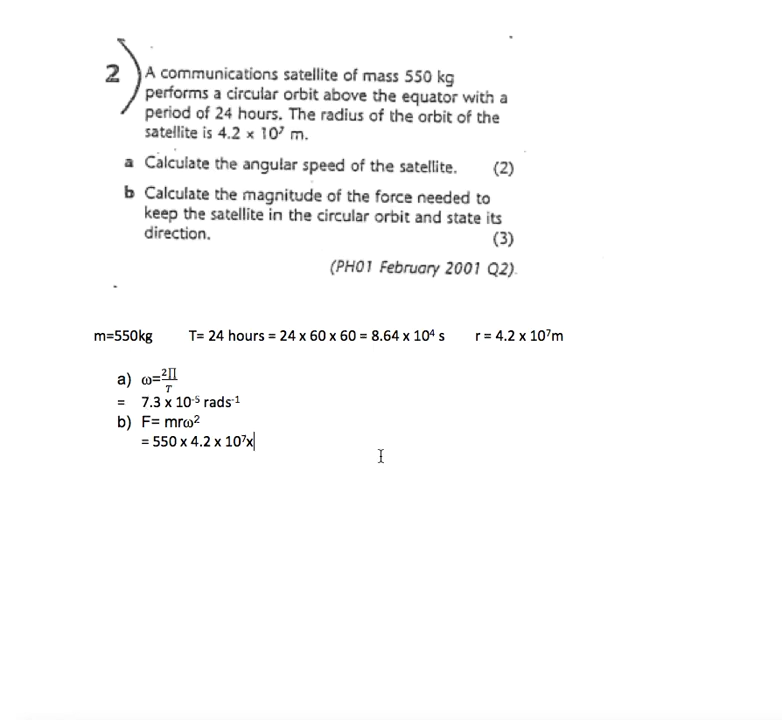 2 A communications satellite of mass 550 kg
performs a circular orbit above the equator with a
period of 24 hours. The radius of the orbit of the
satellite is 4.2 × 10⁷ m.
a Calculate the angular speed of the satellite. (2)
b Calculate the magnitude of the force needed to
keep the satellite in the circular orbit and state its
direction. (3)
(PH01 February 2001 Q2).
m=550kg T= 24 hours = 24 x 60 x 60 = 8.64 x 10⁴ s r = 4.2 x 10⁷m
a) ω=2∏/T
= 7.3 x 10⁻⁵ rads⁻¹
b) F= mrω²
= 550 x 4.2 x 10⁷x